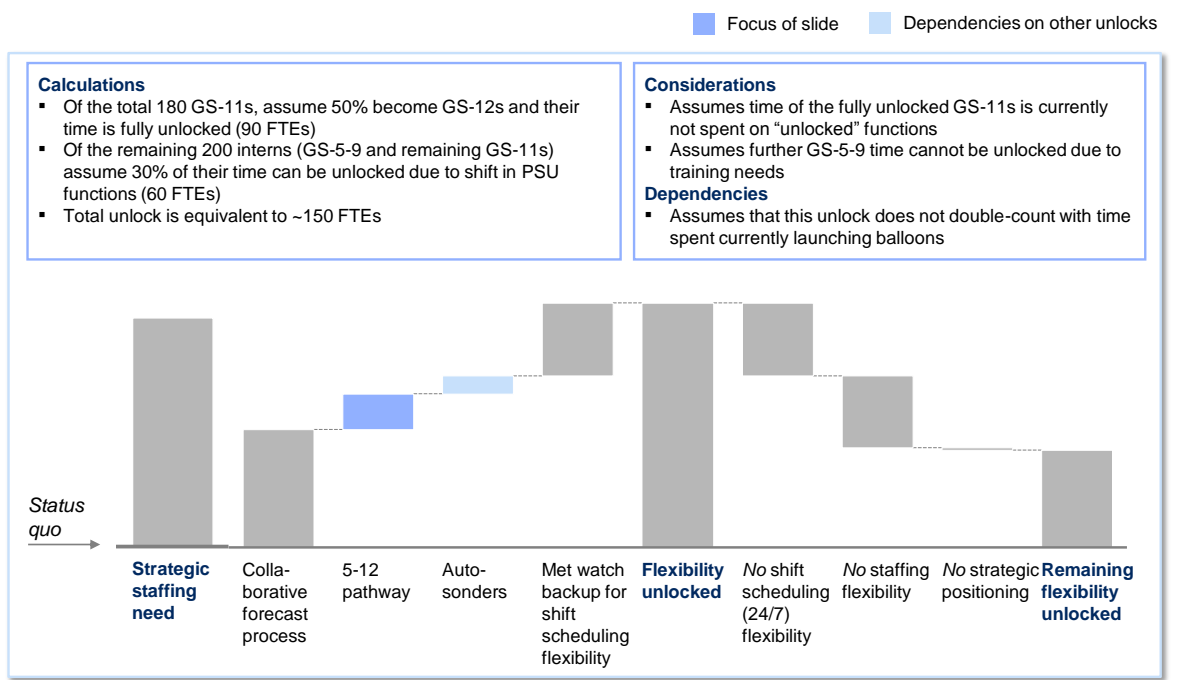 Focus of slide
Dependencies on other unlocks
Calculations
▪ Of the total 180 GS-11s, assume 50% become GS-12s and their
time is fully unlocked (90 FTEs)
▪ Of the remaining 200 interns (GS-5-9 and remaining GS-11s)
assume 30% of their time can be unlocked due to shift in PSU
functions (60 FTEs)
▪ Total unlock is equivalent to ~150 FTEs
Considerations
▪ Assumes time of the fully unlocked GS-11s is currently
not spent on “unlocked” functions
▪ Assumes further GS-5-9 time cannot be unlocked due to
training needs
Dependencies
▪ Assumes that this unlock does not double-count with time
spent currently launching balloons
Status
quo
Strategic
staffing
need
Colla-
borative
forecast
process
5-12
pathway
Auto-
sonders
Met watch
backup for
shift
scheduling
flexibility
Flexibility
unlocked
No shift
scheduling
(24/7)
flexibility
No staffing
flexibility
No strategic
positioning
Remaining
flexibility
unlocked